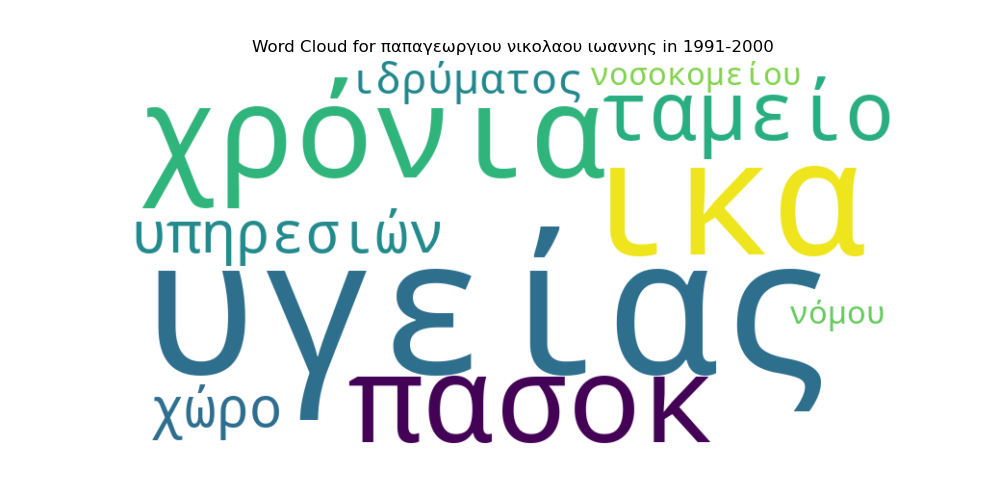 Word Cloud for παπαγεωργιου νικολαου ιωαννης in 1991-2000
ιδρύματος νοσοκομείου
χρόνια ταμείο
ικα
υπηρεσιών
υγείας
νόμου
χώρο πασοκ